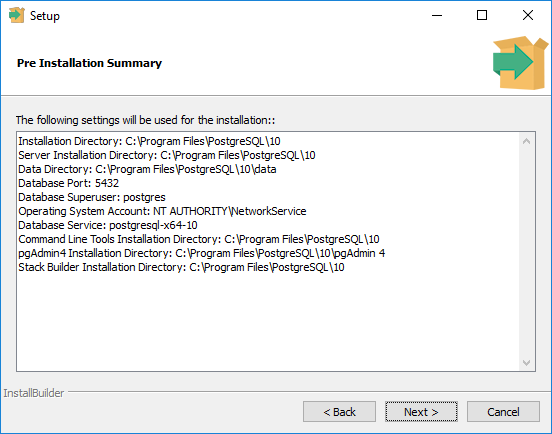 Setup
Pre Installation Summary
The following settings will be used for the installation::
Installation Directory: C:\Program Files\PostgreSQL\10
Server Installation Directory: C:\Program Files\PostgreSQL\10
Data Directory: C:\Program Files\PostgreSQL\10\data
Database Port: 5432
Database Superuser: postgres
Operating System Account: NT AUTHORITY\NetworkService
Database Service: postgresql-x64-10
Command Line Tools Installation Directory: C:\Program Files\PostgreSQL\10
pgAdmin4 Installation Directory: C:\Program Files\PostgreSQL\10\pgAdmin 4
Stack Builder Installation Directory: C:\Program Files\PostgreSQL\10
InstallBuilder
< Back
Next >
Cancel